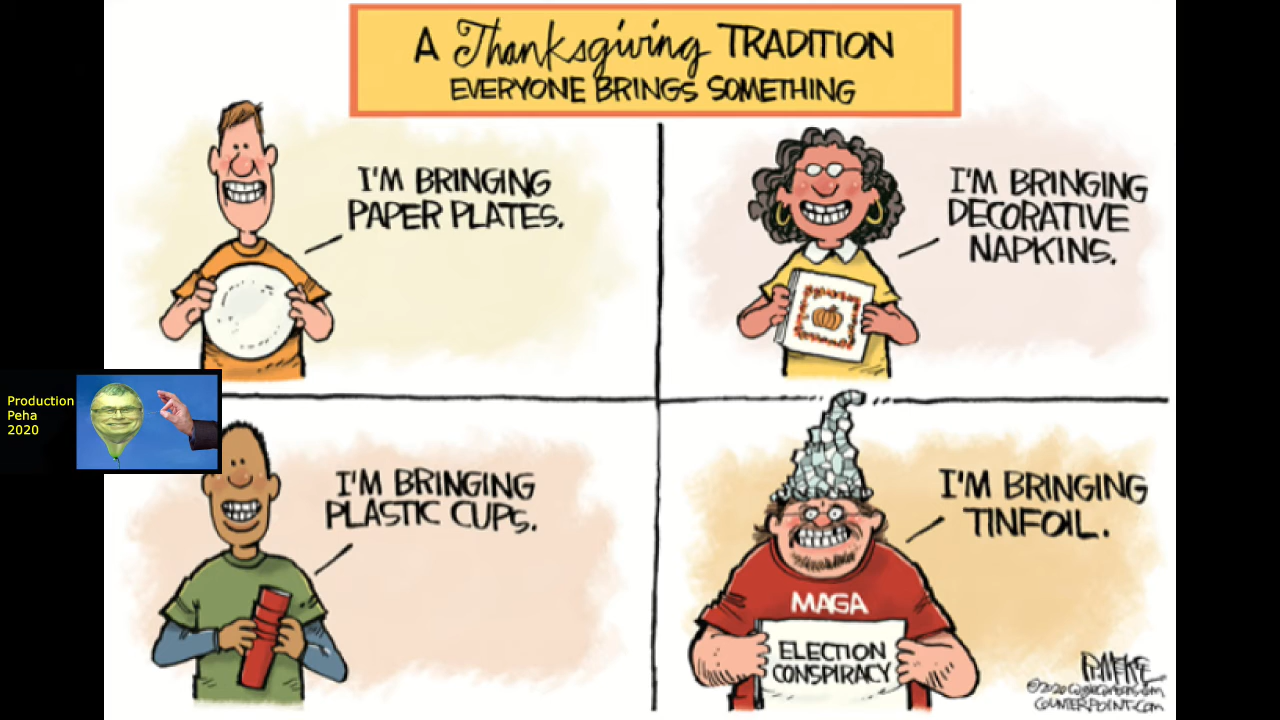 A Thanksgiving TRADITION
EVERYONE BRINGS SOMETHING
I'M BRINGING
PAPER PLATES.
I'M BRINGING
DECORATIVE
NAPKINS.
Production
Peha
2020
I'M BRINGING
PLASTIC CUPS.
I'M BRINGING
TINFOIL.
MAGA
ELECTION
CONSPIRACY
©2020
COUNTERPOINT.COM